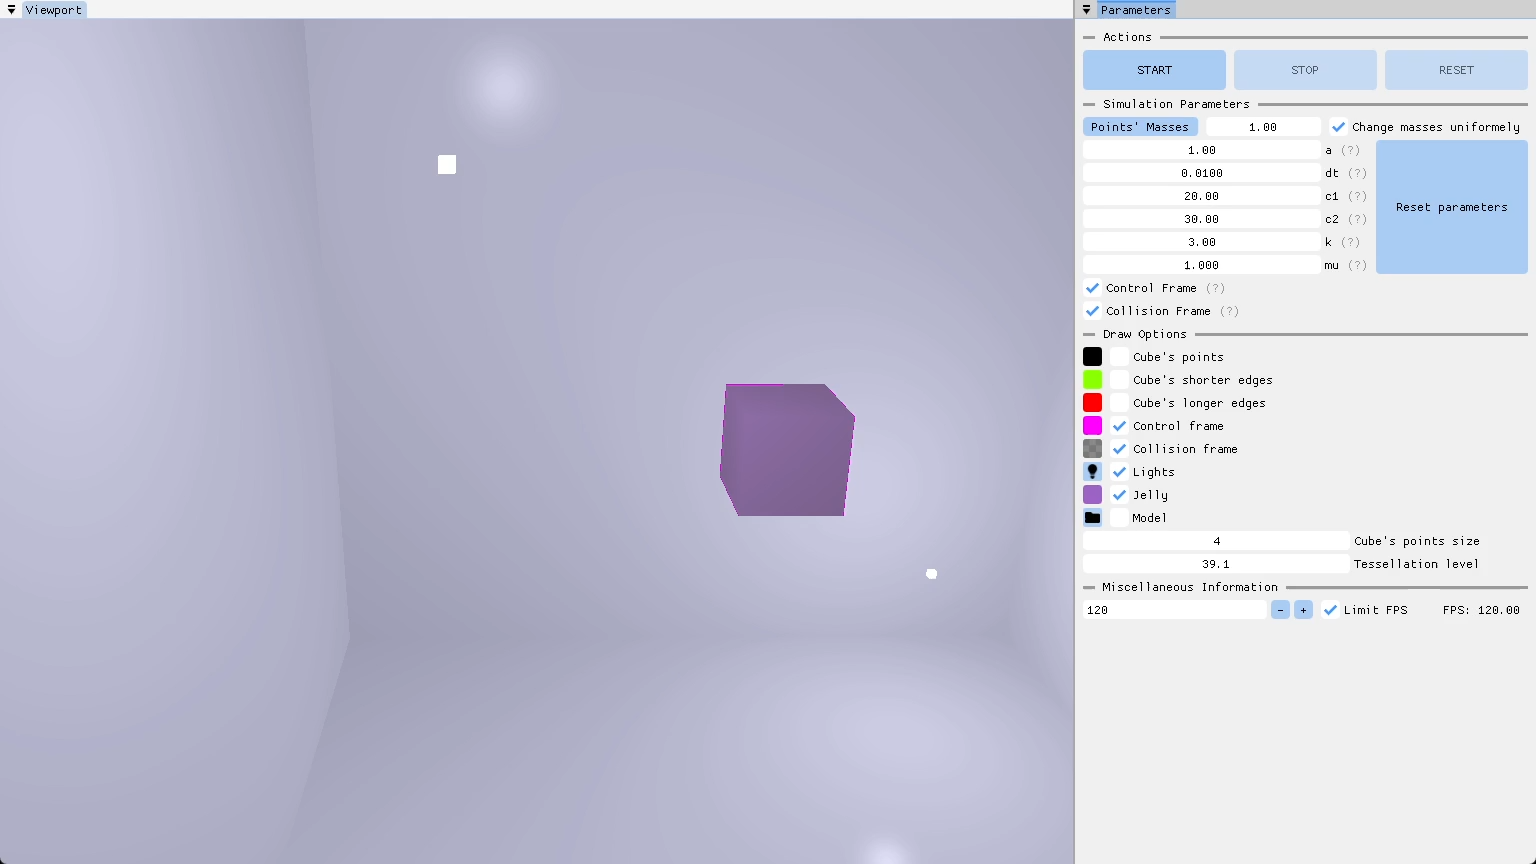 Viewport
Parameters
Actions
START STOP RESET
Simulation Parameters
Points' Masses 1.00 Change masses uniformely
1.00 a (?)
0.0100 dt (?)
20.00 c1 (?)
Reset parameters
30.00 c2 (?)
3.00 k (?)
1.000 mu (?)
Control Frame (?)
Collision Frame (?)
Draw Options
Cube's points
Cube's shorter edges
Cube's longer edges
Control frame
Collision frame
Lights
Jelly
Model
4 Cube's points size
39.1 Tessellation level
Miscellaneous Information
120 - + Limit FPS FPS: 120.00